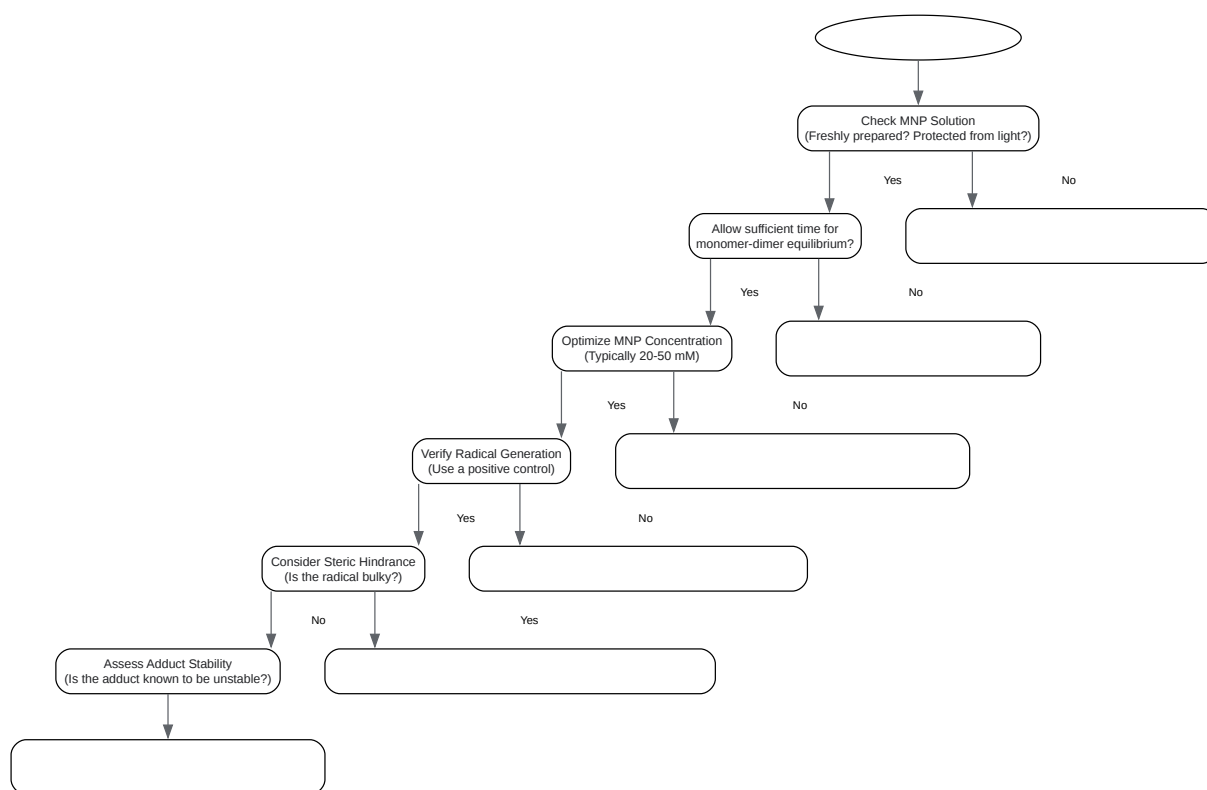 Check MNP Solution
(Freshly prepared? Protected from light?)
Yes
No
Allow sufficient time for
monomer-dimer equilibrium?
Yes
No
Optimize MNP Concentration
(Typically 20-50 mM)
Yes
No
Verify Radical Generation
(Use a positive control)
Yes
No
Consider Steric Hindrance
(Is the radical bulky?)
No
Yes
Assess Adduct Stability
(Is the adduct known to be unstable?)